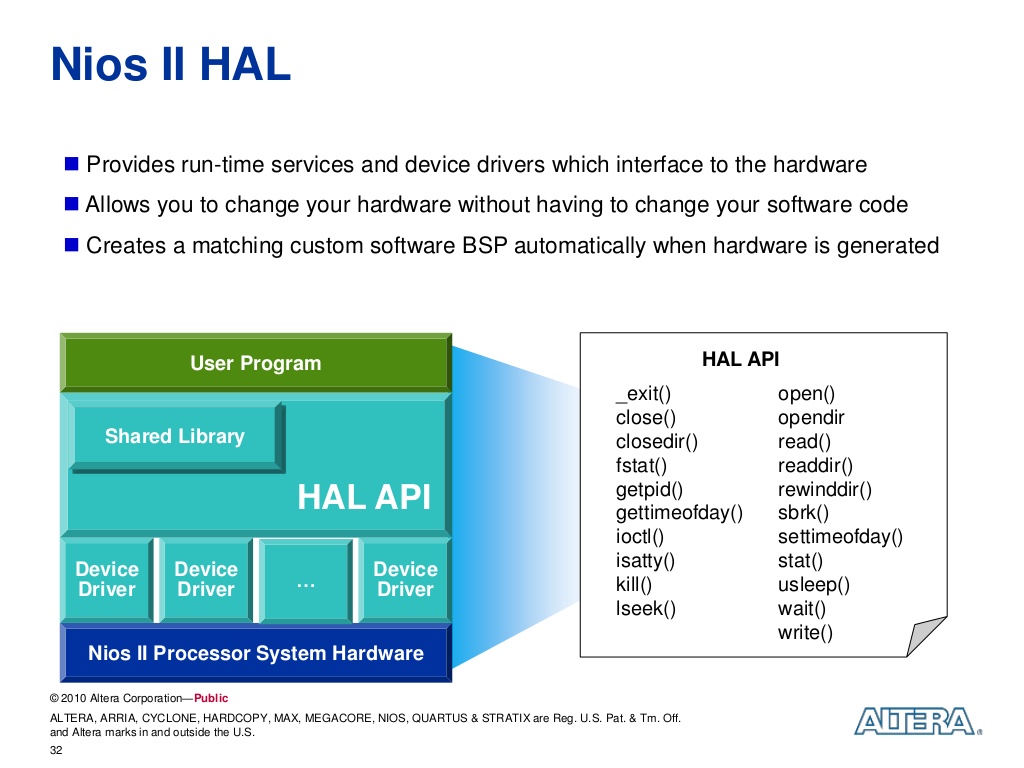 Nios II HAL
Provides run-time services and device drivers which interface to the hardware
Allows you to change your hardware without having to change your software code
Creates a matching custom software BSP automatically when hardware is generated
User Program
Shared Library
HAL API
Device
Driver
Device
Driver
…
Device
Driver
Nios II Processor System Hardware
HAL API
_exit()
close()
closedir()
fstat()
getpid()
gettimeofday()
ioctl()
isatty()
kill()
lseek()
open()
opendir
read()
readdir()
rewinddir()
sbrk()
settimeofday()
stat()
usleep()
wait()
write()
© 2010 Altera Corporation—Public
ALTERA, ARRIA, CYCLONE, HARDCOPY, MAX, MEGACORE, NIOS, QUARTUS & STRATIX are Reg. U.S. Pat. & Tm. Off.
and Altera marks in and outside the U.S.
32
ALTERA®